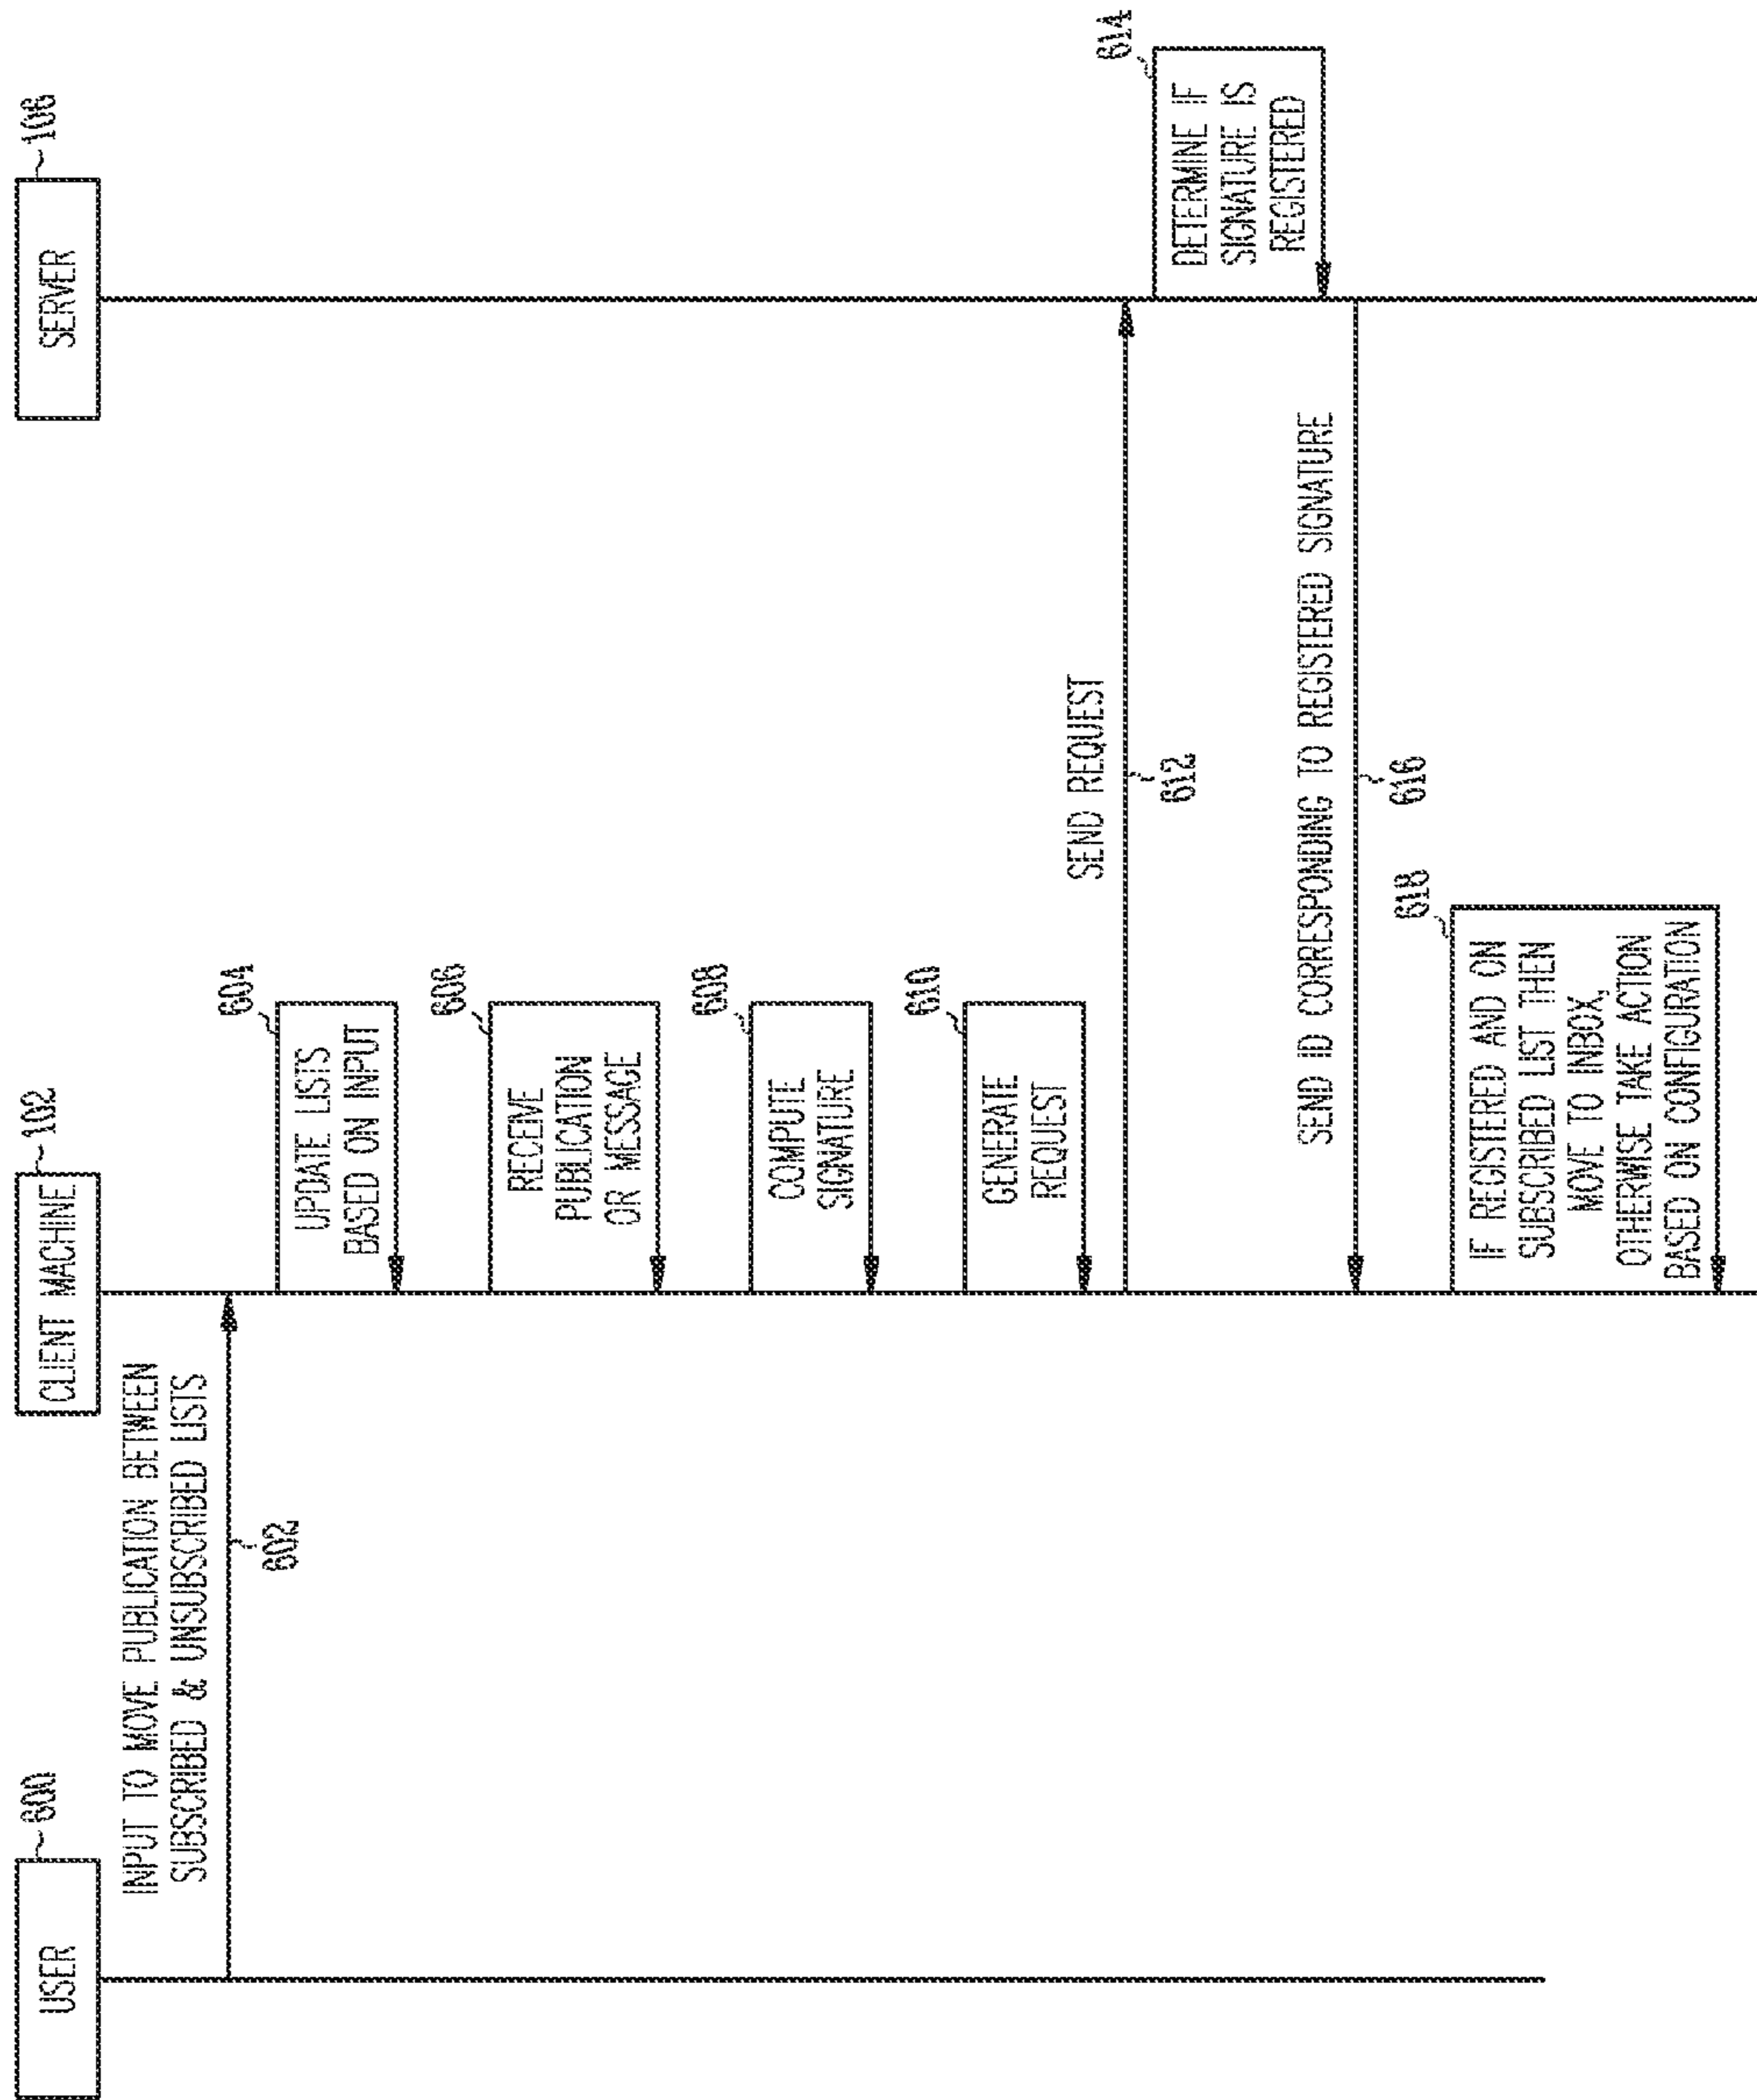 USER
600
CLIENT MACHINE
102
SERVER
106
INPUT TO MOVE PUBLICATION BETWEEN
SUBSCRIBED & UNSUBSCRIBED LISTS
602
604
UPDATE LISTS
BASED ON INPUT
606
RECEIVE
PUBLICATION
OR MESSAGE
608
COMPUTE
SIGNATURE
610
GENERATE
REQUEST
SEND REQUEST
612
614
DETERMINE IF
SIGNATURE IS
REGISTERED
SEND ID CORRESPONDING TO REGISTERED SIGNATURE
616
618
IF REGISTERED AND ON
SUBSCRIBED LIST THEN
MOVE TO INBOX,
OTHERWISE TAKE ACTION
BASED ON CONFIGURATION